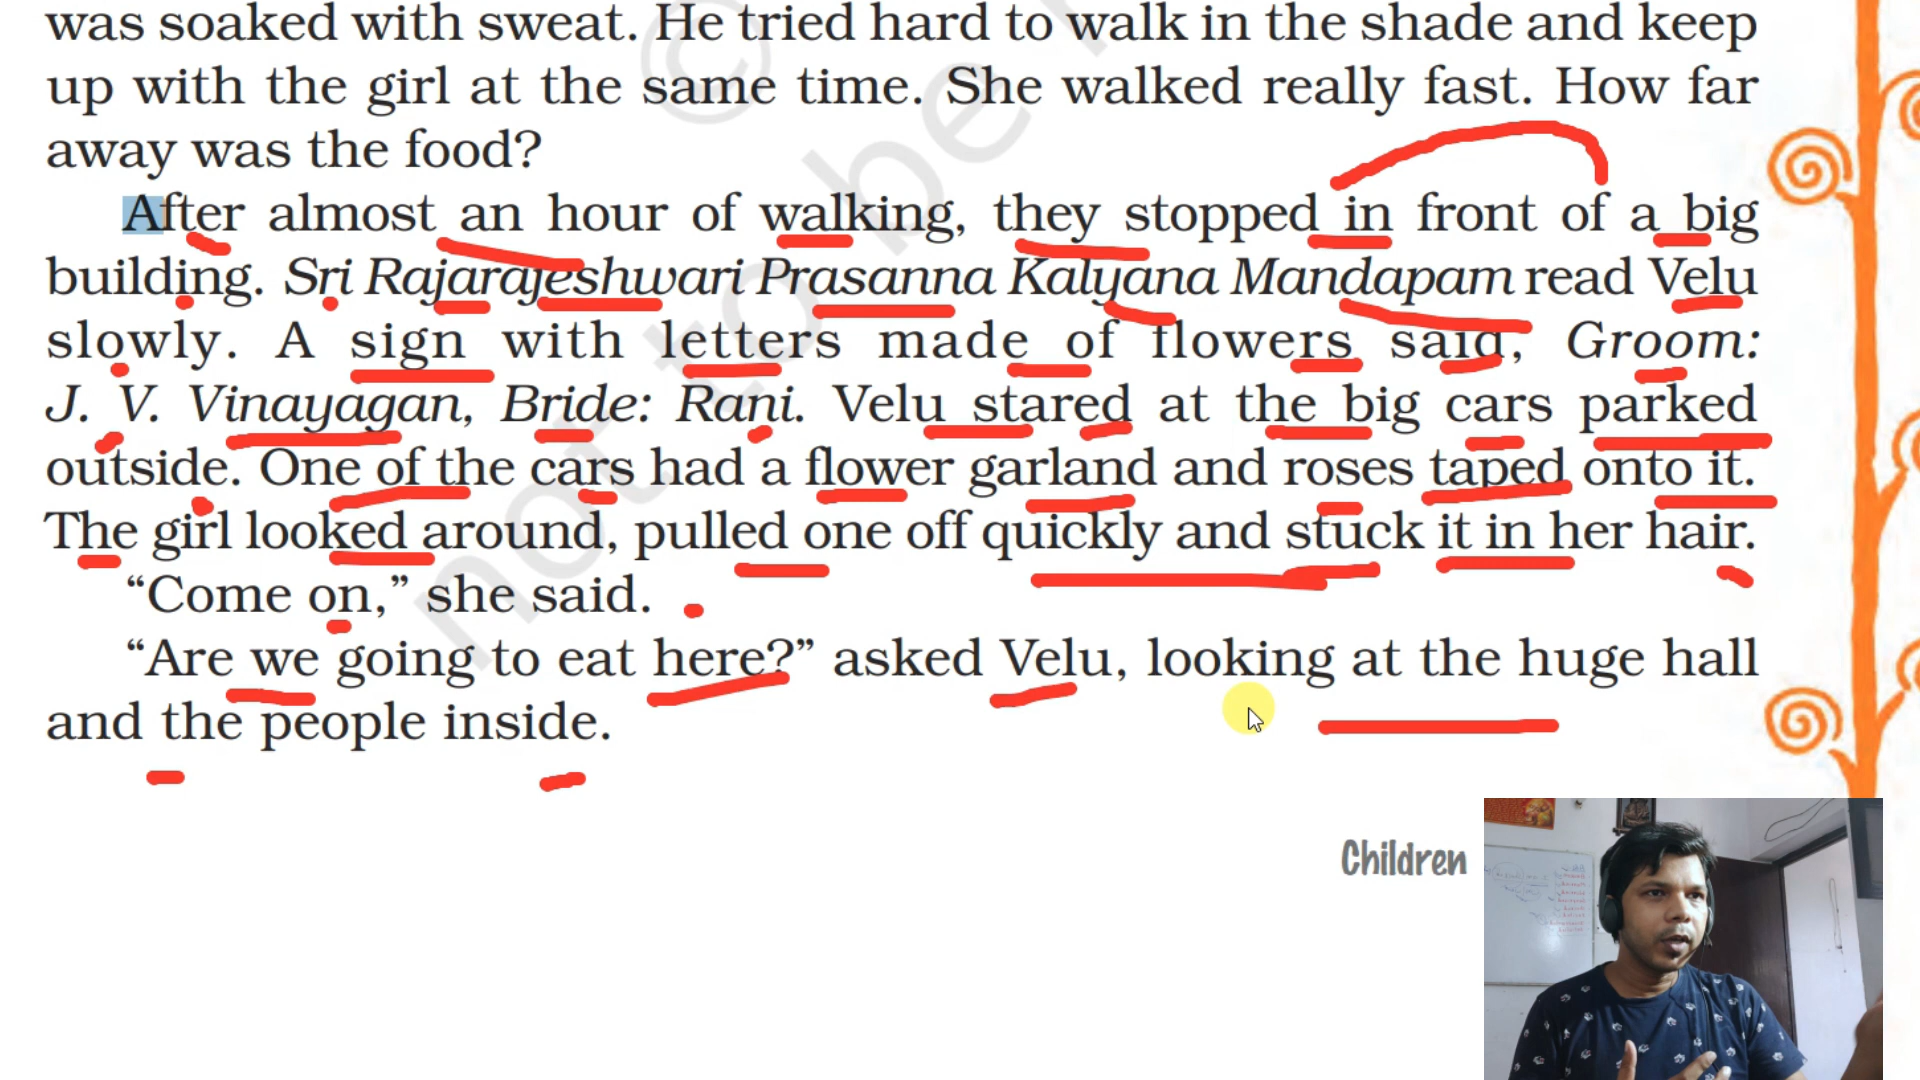 was soaked with sweat. He tried hard to walk in the shade and keep
up with the girl at the same time. She walked really fast. How far
away was the food?
After almost an hour of walking, they stopped in front of a big
building. Sri Rajarajeshwari Prasanna Kalyana Mandapam read Velu
slowly. A sign with letters made of flowers said, Groom:
J. V. Vinayagan, Bride: Rani. Velu stared at the big cars parked
outside. One of the cars had a flower garland and roses taped onto it.
The girl looked around, pulled one off quickly and stuck it in her hair.
“Come on,” she said.
“Are we going to eat here?” asked Velu, looking at the huge hall
and the people inside.
Children
©
not to be